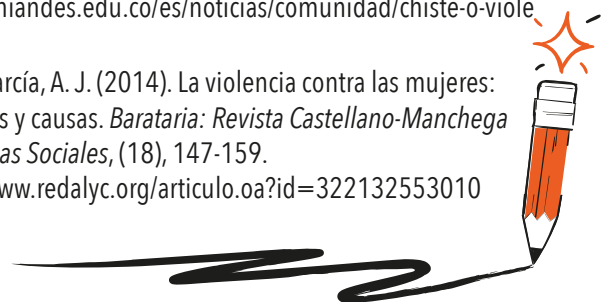 niandes.edu.co/es/noticias/comunidad/chiste-o-viole
arcía, A. J. (2014). La violencia contra las mujeres:
s y causas. Barataria: Revista Castellano-Manchega
as Sociales, (18), 147-159.
ww.redalyc.org/articulo.oa?id=322132553010